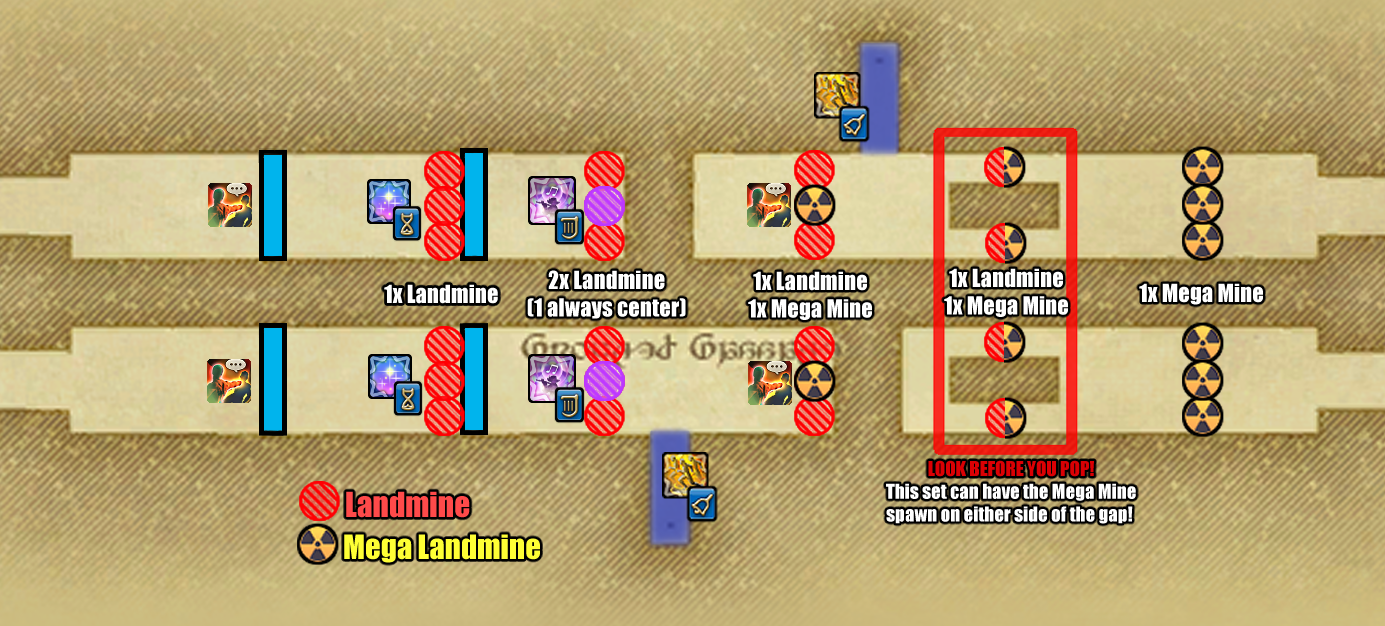 1x Landmine
2x Landmine
(1 always center)
1x Landmine
1x Mega Mine
1x Landmine
1x Mega Mine
1x Mega Mine
LOOK BEFORE YOU POP!
This set can have the Mega Mine
spawn on either side of the gap!
Landmine
Mega Landmine